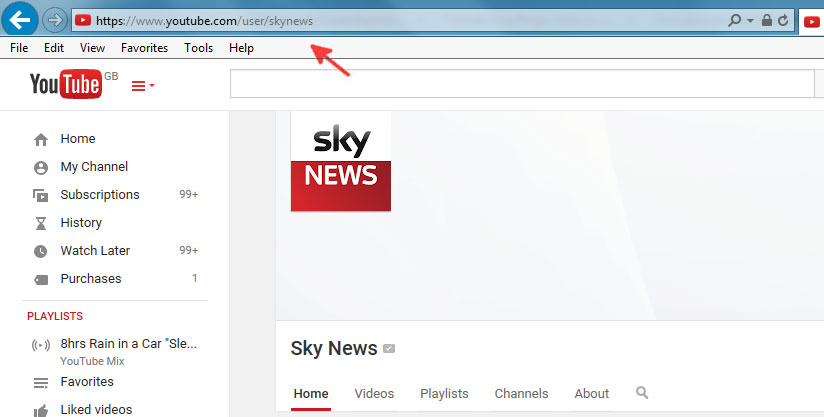 https://www.youtube.com/user/skynews
File Edit View Favorites Tools Help
YouTube GB
Home
My Channel
Subscriptions 99+
History
Watch Later 99+
Purchases 1
PLAYLISTS
8hrs Rain in a Car "Sle...
YouTube Mix
Favorites
Liked videos
sky
NEWS
Sky News
Home Videos Playlists Channels About